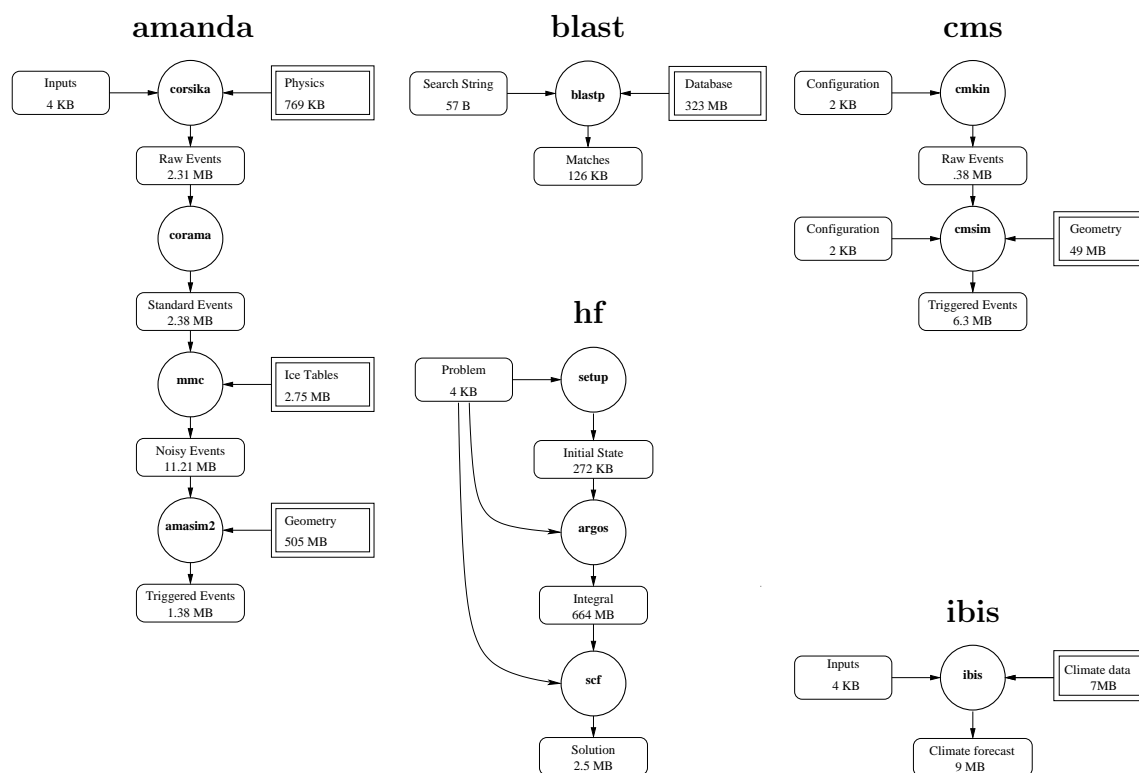 amanda
Inputs
4 KB
corsika
Physics
769 KB
Raw Events
2.31 MB
corama
Standard Events
2.38 MB
mmc
Ice Tables
2.75 MB
Noisy Events
11.21 MB
amasim2
Geometry
505 MB
Triggered Events
1.38 MB
blast
Search String
57 B
blastp
Database
323 MB
Matches
126 KB
hf
Problem
4 KB
setup
Initial State
272 KB
argos
Integral
664 MB
scf
Solution
2.5 MB
cms
Configuration
2 KB
cmkin
Raw Events
.38 MB
Configuration
2 KB
cmsim
Geometry
49 MB
Triggered Events
6.3 MB
ibis
Inputs
4 KB
ibis
Climate data
7MB
Climate forecast
9 MB